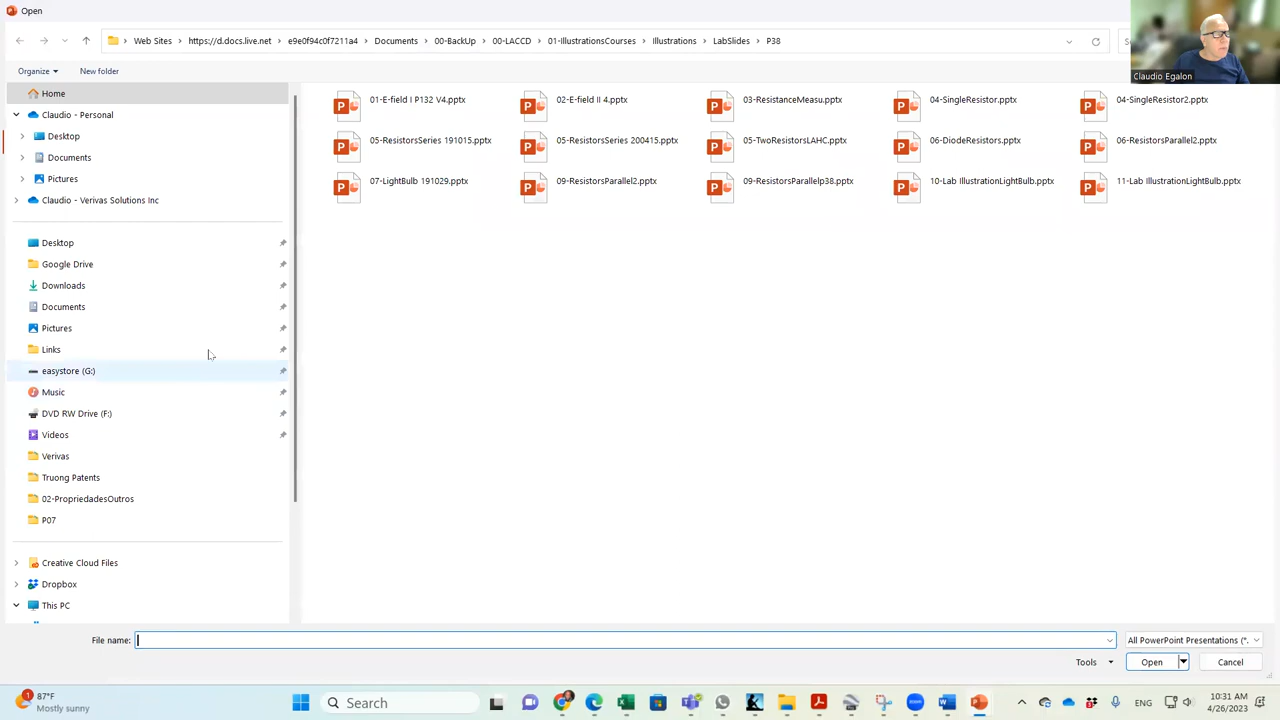 Open
Web Sites > https://d.docs.live.net > e9e0f94c0f7211a4 > Documents > 00-BackUp > 00-LACCD > 01-IllustrationsCourses > Illustrations > LabSlides > P38
Claudio Egalon
Organize
New folder
Home
Claudio - Personal
Desktop
Documents
Pictures
Claudio - Verivas Solutions Inc
Desktop
Google Drive
Downloads
Documents
Pictures
Links
easystore (G:)
Music
DVD RW Drive (F:)
Videos
Verivas
Truong Patents
02-PropriedadesOutros
P07
Creative Cloud Files
Dropbox
This PC
01-E-field I P132 V4.pptx
02-E-field II 4.pptx
03-ResistanceMeasu.pptx
04-SingleResistor.pptx
04-SingleResistor2.pptx
05-ResistorsSeries 191015.pptx
05-ResistorsSeries 200415.pptx
05-TwoResistorsLAHC.pptx
06-DiodeResistors.pptx
06-ResistorsParallel2.pptx
07-LightBulb 191029.pptx
09-ResistorsParallel2.pptx
09-ResistorsParallelp38.pptx
10-Lab IllustrationLightBulb.pptx
11-Lab IllustrationLightBulb.pptx
File name:
All PowerPoint Presentations (*.
Tools
Open
Cancel
1
87°F
Mostly sunny
Search
ENG
10:31 AM
4/26/2023